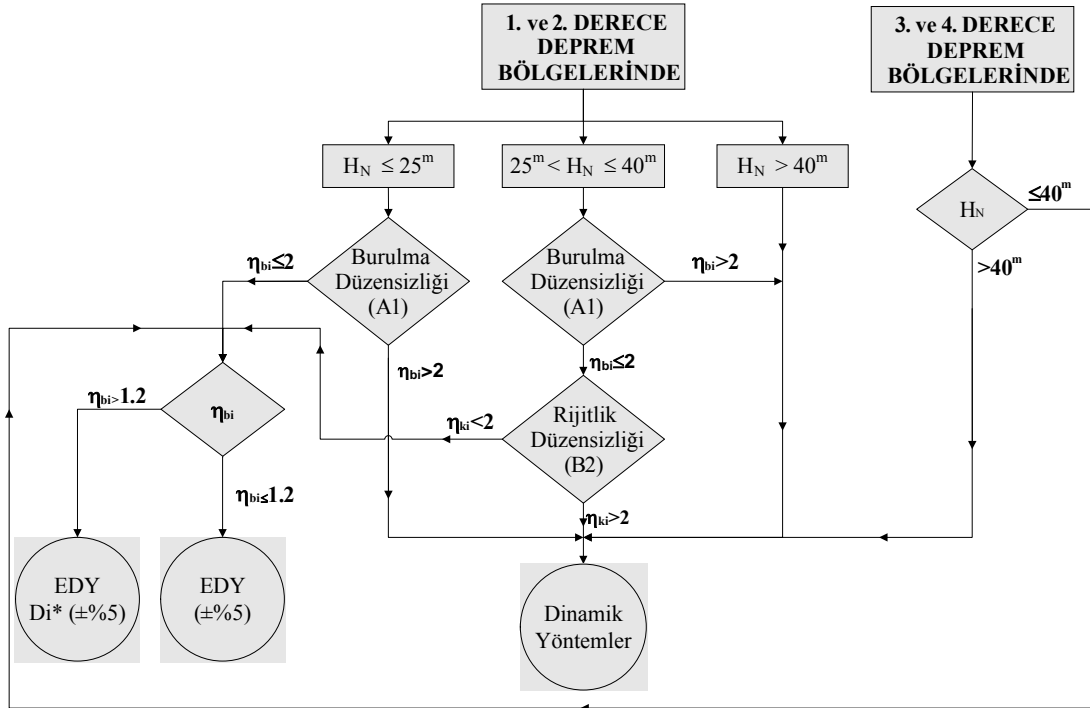 1. ve 2. DERECE
DEPREM
BÖLGELERİNDE
3. ve 4. DERECE
DEPREM
BÖLGELERİNDE
H_N ≤ 25^m
25^m < H_N ≤ 40^m
H_N > 40^m
H_N
≤40^m
>40^m
Burulma
Düzensizliği
(A1)
η_bi≤2
η_bi>2
Burulma
Düzensizliği
(A1)
η_bi>2
η_bi≤2
Rijitlik
Düzensizliği
(B2)
η_ki<2
η_ki>2
η_bi
η_bi>1.2
η_bi≤1.2
EDY
Di* (±%5)
EDY
(±%5)
Dinamik
Yöntemler